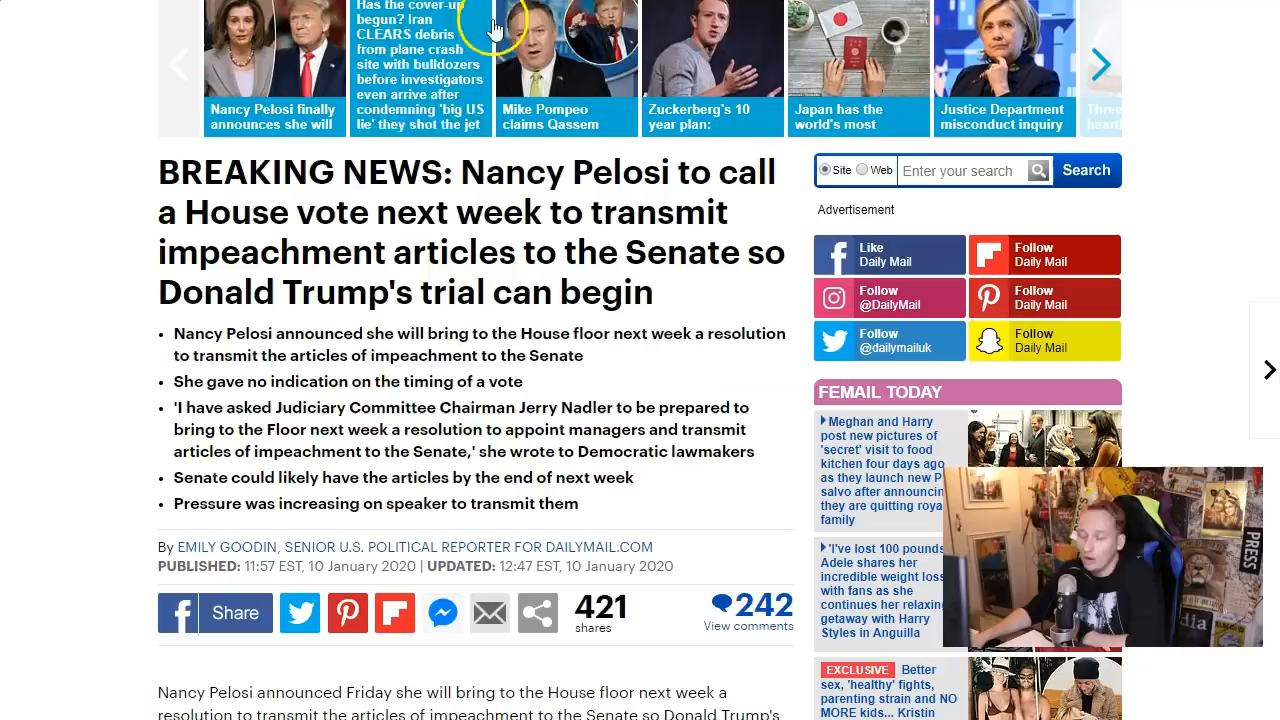 Nancy Pelosi finally
announces she will
Has the cover-up
begun? Iran
CLEARS debris
from plane crash
site with bulldozers
before investigators
even arrive after
condemning 'big US
lie' they shot the jet
Mike Pompeo
claims Qassem
Zuckerberg's 10
year plan:
Japan has the
world's most
Justice Department
misconduct inquiry
BREAKING NEWS: Nancy Pelosi to call
a House vote next week to transmit
impeachment articles to the Senate so
Donald Trump's trial can begin
• Nancy Pelosi announced she will bring to the House floor next week a resolution
to transmit the articles of impeachment to the Senate
• She gave no indication on the timing of a vote
• 'I have asked Judiciary Committee Chairman Jerry Nadler to be prepared to
bring to the Floor next week a resolution to appoint managers and transmit
articles of impeachment to the Senate,' she wrote to Democratic lawmakers
• Senate could likely have the articles by the end of next week
• Pressure was increasing on speaker to transmit them
By EMILY GOODIN, SENIOR U.S. POLITICAL REPORTER FOR DAILYMAIL.COM
PUBLISHED: 11:57 EST, 10 January 2020 | UPDATED: 12:47 EST, 10 January 2020
Share
421
shares
242
View comments
Nancy Pelosi announced Friday she will bring to the House floor next week a
resolution to transmit the articles of impeachment to the Senate so Donald Trump's
Site Web Enter your search Search
Advertisement
Like
Daily Mail
Follow
Daily Mail
Follow
@DailyMail
Follow
Daily Mail
Follow
@dailymailuk
Follow
Daily Mail
FEMAIL TODAY
Meghan and Harry
post new pictures of
'secret' visit to food
kitchen four days ago
as they launch new P
salvo after announcin
they are quitting roya
family
'I've lost 100 pounds
Adele shares her
incredible weight loss
with fans as she
continues her relaxing
getaway with Harry
Styles in Anguilla
EXCLUSIVE Better
sex, 'healthy' fights,
parenting strain and NO
MORE kids... Kristin
PRESS